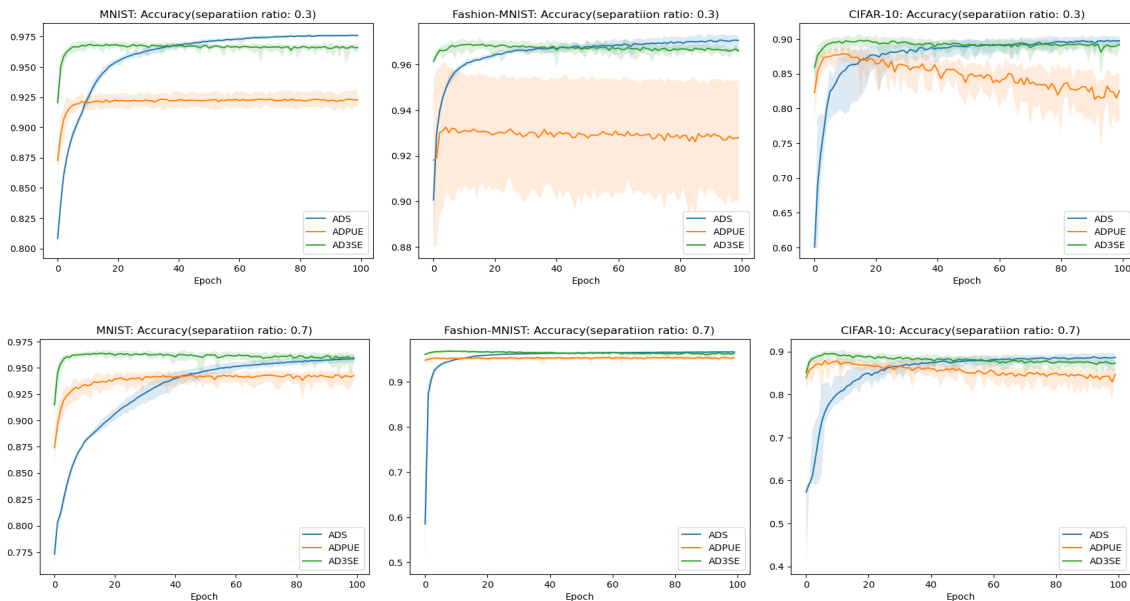 MNIST: Accuracy(separatiion ratio: 0.3)
0.975
0.950
0.925
0.900
0.875
0.850
0.825
0.800
0 20 40 60 80 100
Epoch
ADS
ADPUE
AD3SE
Fashion-MNIST: Accuracy(separatiion ratio: 0.3)
0.96
0.94
0.92
0.90
0.88
0 20 40 60 80 100
Epoch
ADS
ADPUE
AD3SE
CIFAR-10: Accuracy(separatiion ratio: 0.3)
0.90
0.85
0.80
0.75
0.70
0.65
0.60
0 20 40 60 80 100
Epoch
ADS
ADPUE
AD3SE
MNIST: Accuracy(separatiion ratio: 0.7)
0.975
0.950
0.925
0.900
0.875
0.850
0.825
0.800
0.775
0 20 40 60 80 100
Epoch
ADS
ADPUE
AD3SE
Fashion-MNIST: Accuracy(separatiion ratio: 0.7)
0.9
0.8
0.7
0.6
0.5
0 20 40 60 80 100
Epoch
ADS
ADPUE
AD3SE
CIFAR-10: Accuracy(separatiion ratio: 0.7)
0.9
0.8
0.7
0.6
0.5
0.4
0 20 40 60 80 100
Epoch
ADS
ADPUE
AD3SE